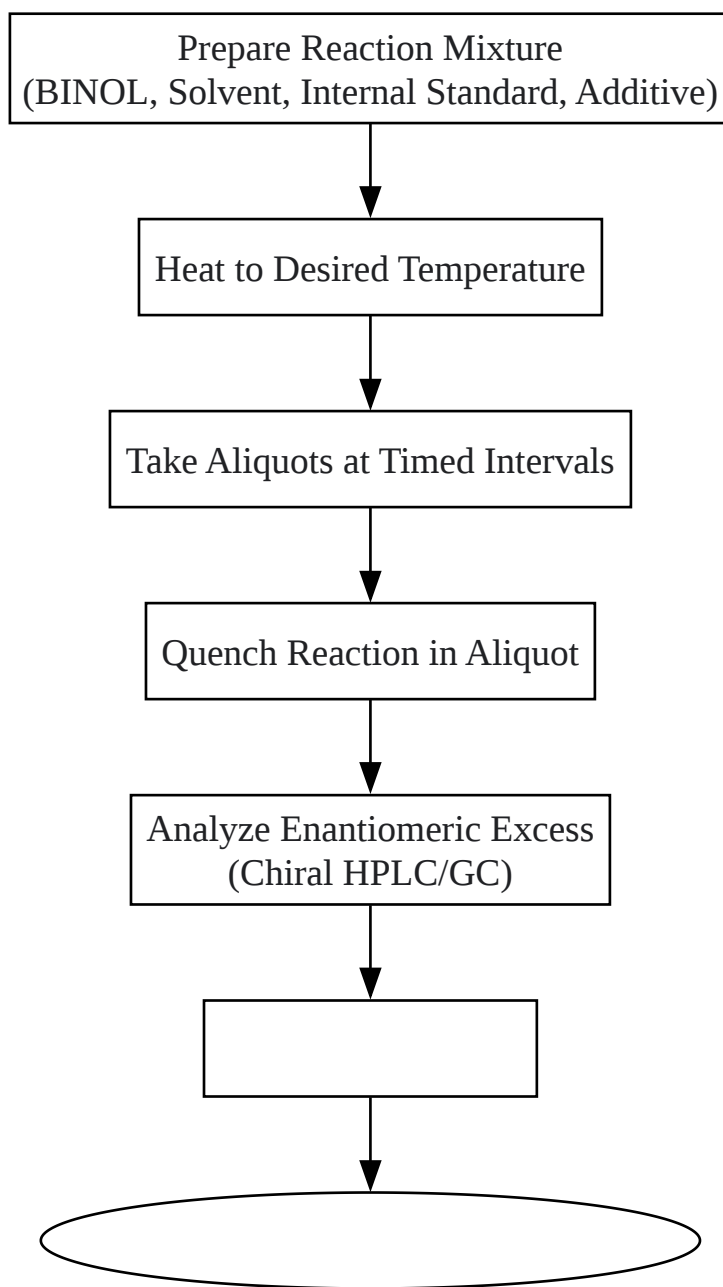 Prepare Reaction Mixture
(BINOL, Solvent, Internal Standard, Additive)
Heat to Desired Temperature
Take Aliquots at Timed Intervals
Quench Reaction in Aliquot
Analyze Enantiomeric Excess
(Chiral HPLC/GC)